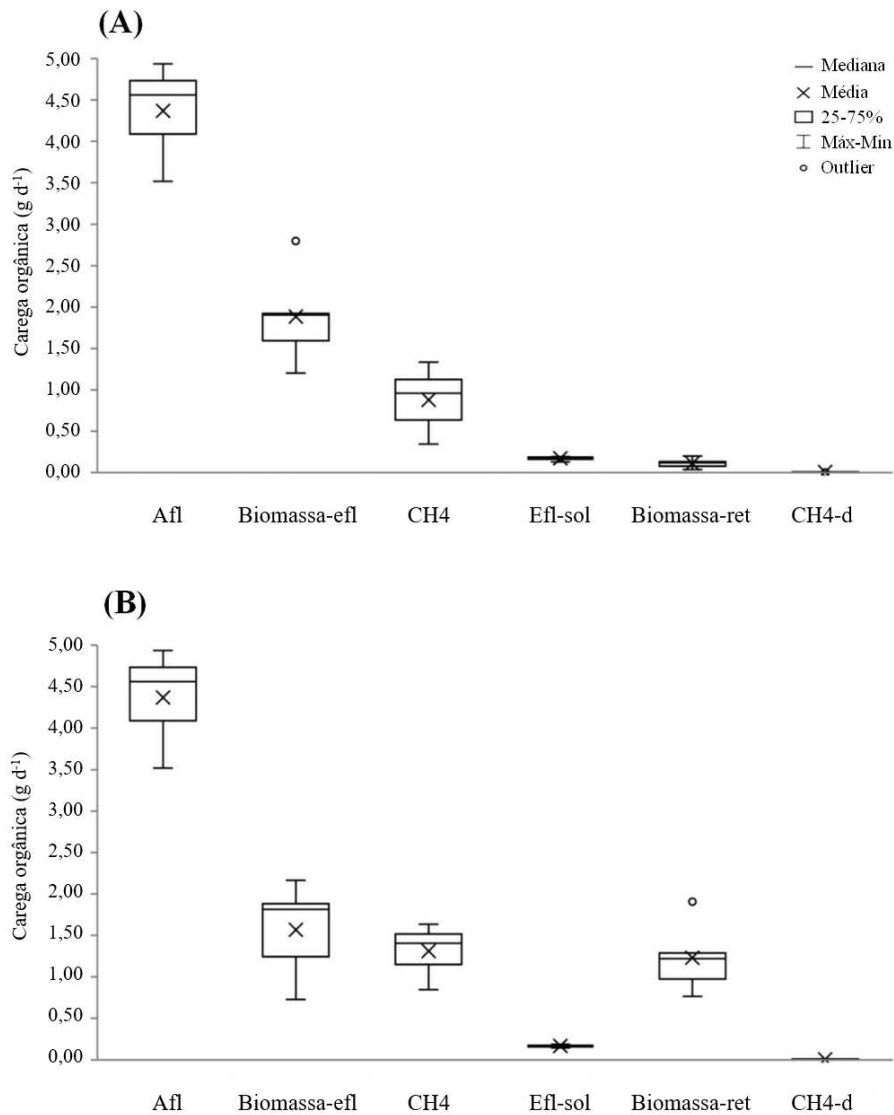 (A)
5,00
4,50
4,00
3,50
3,00
2,50
2,00
1,50
1,00
0,50
0,00
Carega orgânica (g d-1)
Mediana
Média
25-75%
Máx-Min
Outlier
Afl Biomassa-efl CH4 Efl-sol Biomassa-ret CH4-d
(B)
5,00
4,50
4,00
3,50
3,00
2,50
2,00
1,50
1,00
0,50
0,00
Carega orgânica (g d-1)
Afl Biomassa-efl CH4 Efl-sol Biomassa-ret CH4-d